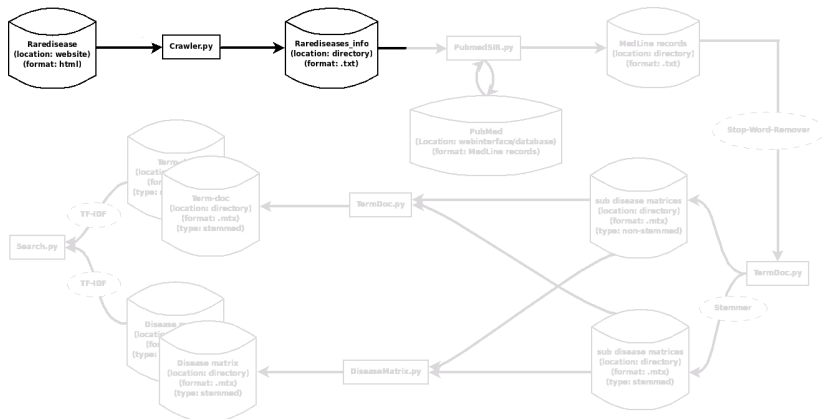 Raredisease
(location: website)
(format: html)
Crawler.py
Rarediseases_info
(location: directory)
(format: .txt)
PubmedSIR.py
MedLine records
(location: directory)
(format: .txt)
PubMed
(Location: webinterface/database)
(format: MedLine records)
Stop-Word-Remover
Term-doc
(location: directory)
(format: .mtx)
(type: stemmed)
TermDoc.py
sub disease matrices
(location: directory)
(format: .mtx)
(type: non-stemmed)
TF-IDF
Search.py
TF-IDF
TermDoc.py
Stemmer
Disease
Disease matrix
(location: directory)
(format: .mtx)
(type: stemmed)
DiseaseMatrix.py
sub disease matrices
(location: directory)
(format: .mtx)
(type: stemmed)